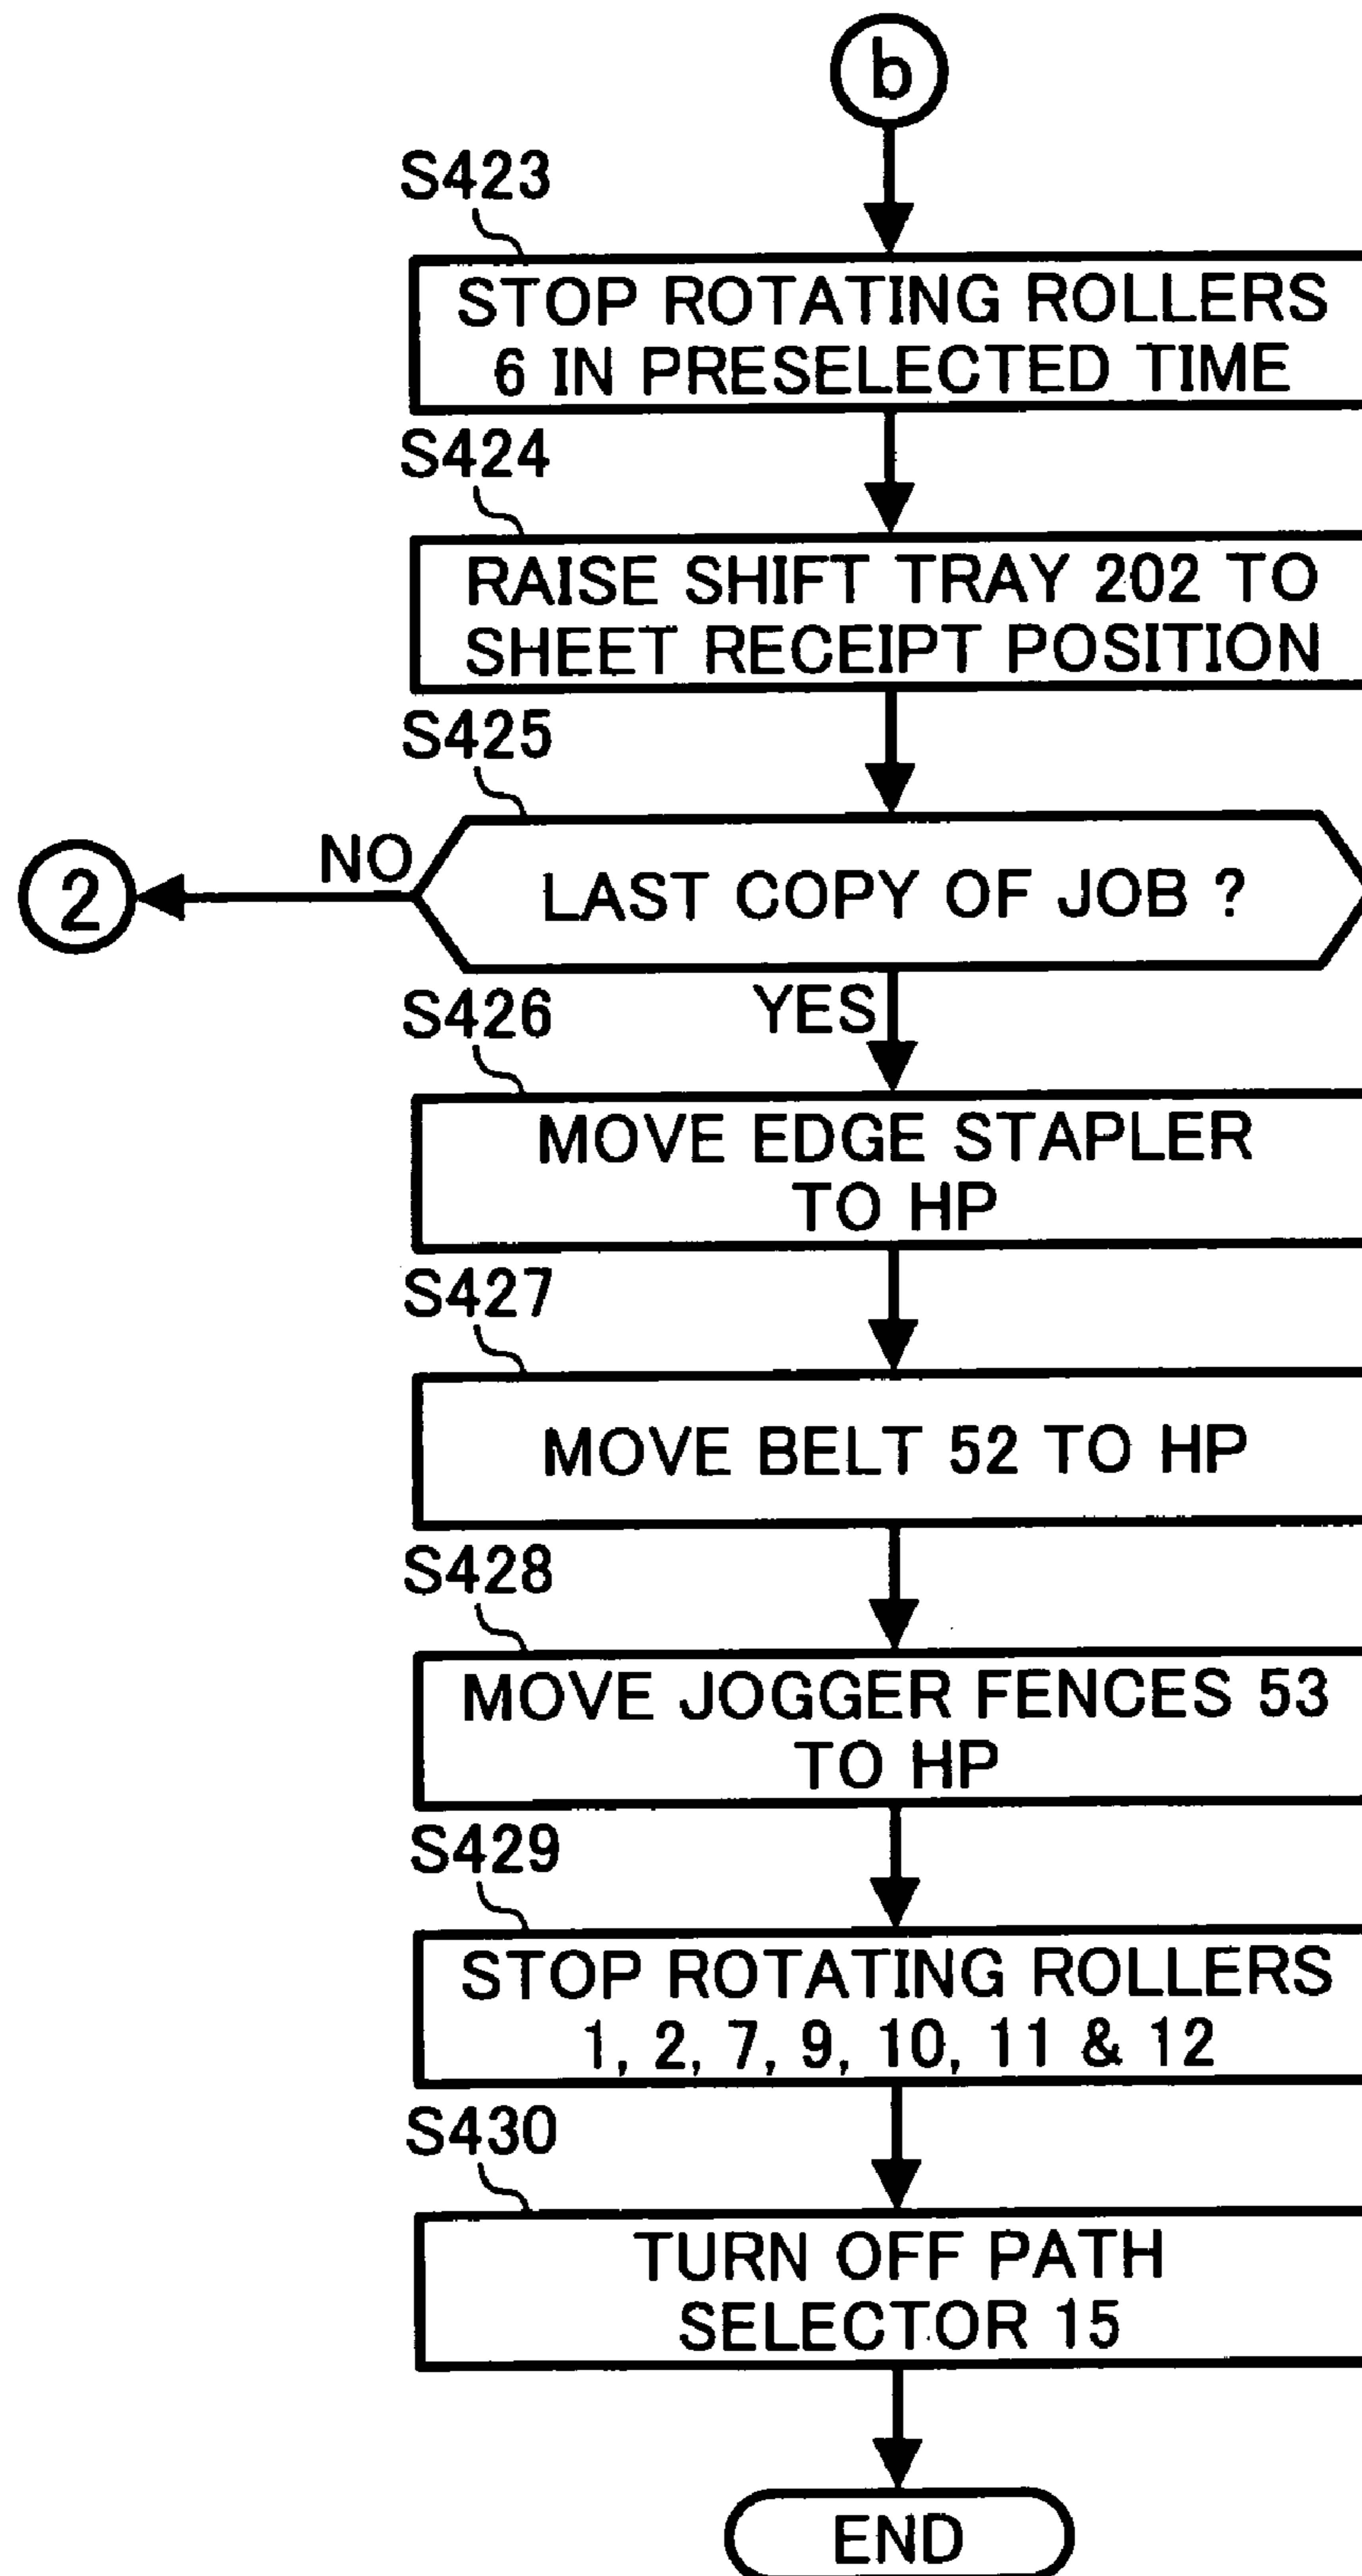 b
S423
STOP ROTATING ROLLERS
6 IN PRESELECTED TIME
S424
RAISE SHIFT TRAY 202 TO
SHEET RECEIPT POSITION
S425
2
NO
LAST COPY OF JOB ?
YES
S426
MOVE EDGE STAPLER
TO HP
S427
MOVE BELT 52 TO HP
S428
MOVE JOGGER FENCES 53
TO HP
S429
STOP ROTATING ROLLERS
1, 2, 7, 9, 10, 11 & 12
S430
TURN OFF PATH
SELECTOR 15
END